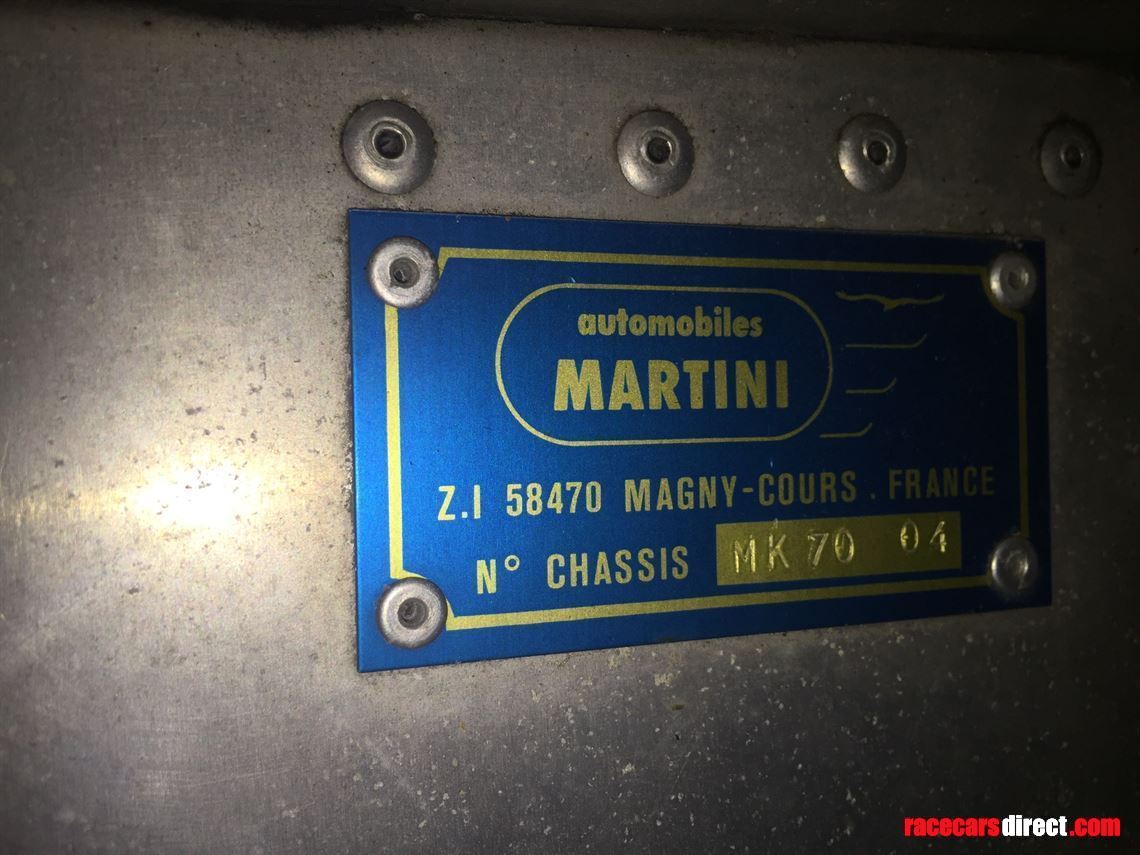 automobiles
MARTINI
Z.I 58470 MAGNY-COURS . FRANCE
N° CHASSIS MK 70 04
racecarsdirect.com